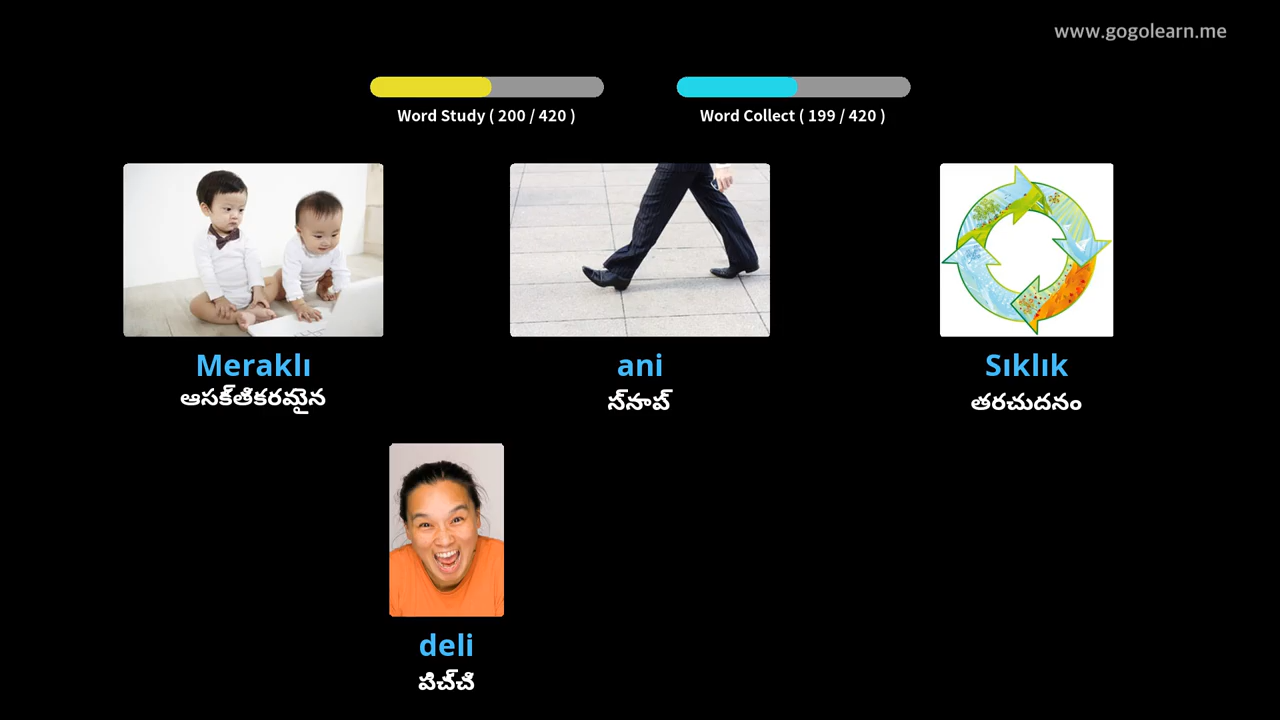 www.gogolearn.me
Word Study ( 200 / 420 )
Word Collect ( 199 / 420 )
Meraklı
ani
Sıklık
ఆసక్తికరమైన
స్నాప్
తరచుదనం
deli
పిచ్చి